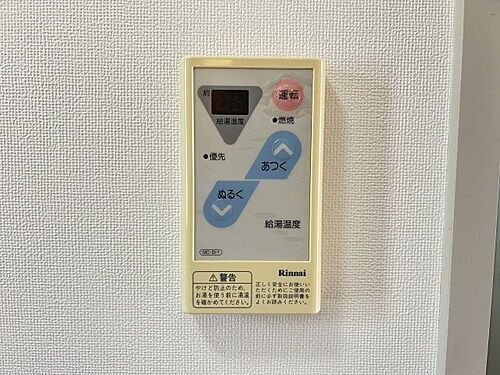 約
運転
給湯温度
燃焼
優先
あつく
ぬるく
給湯温度
Rinnai
警告
やけど防止のため、
お湯を使う前に湯温
を確かめてください。
正しく安全にお使いい
ただくためにご使用の
前に必ず取扱説明書を
よくお読みください。